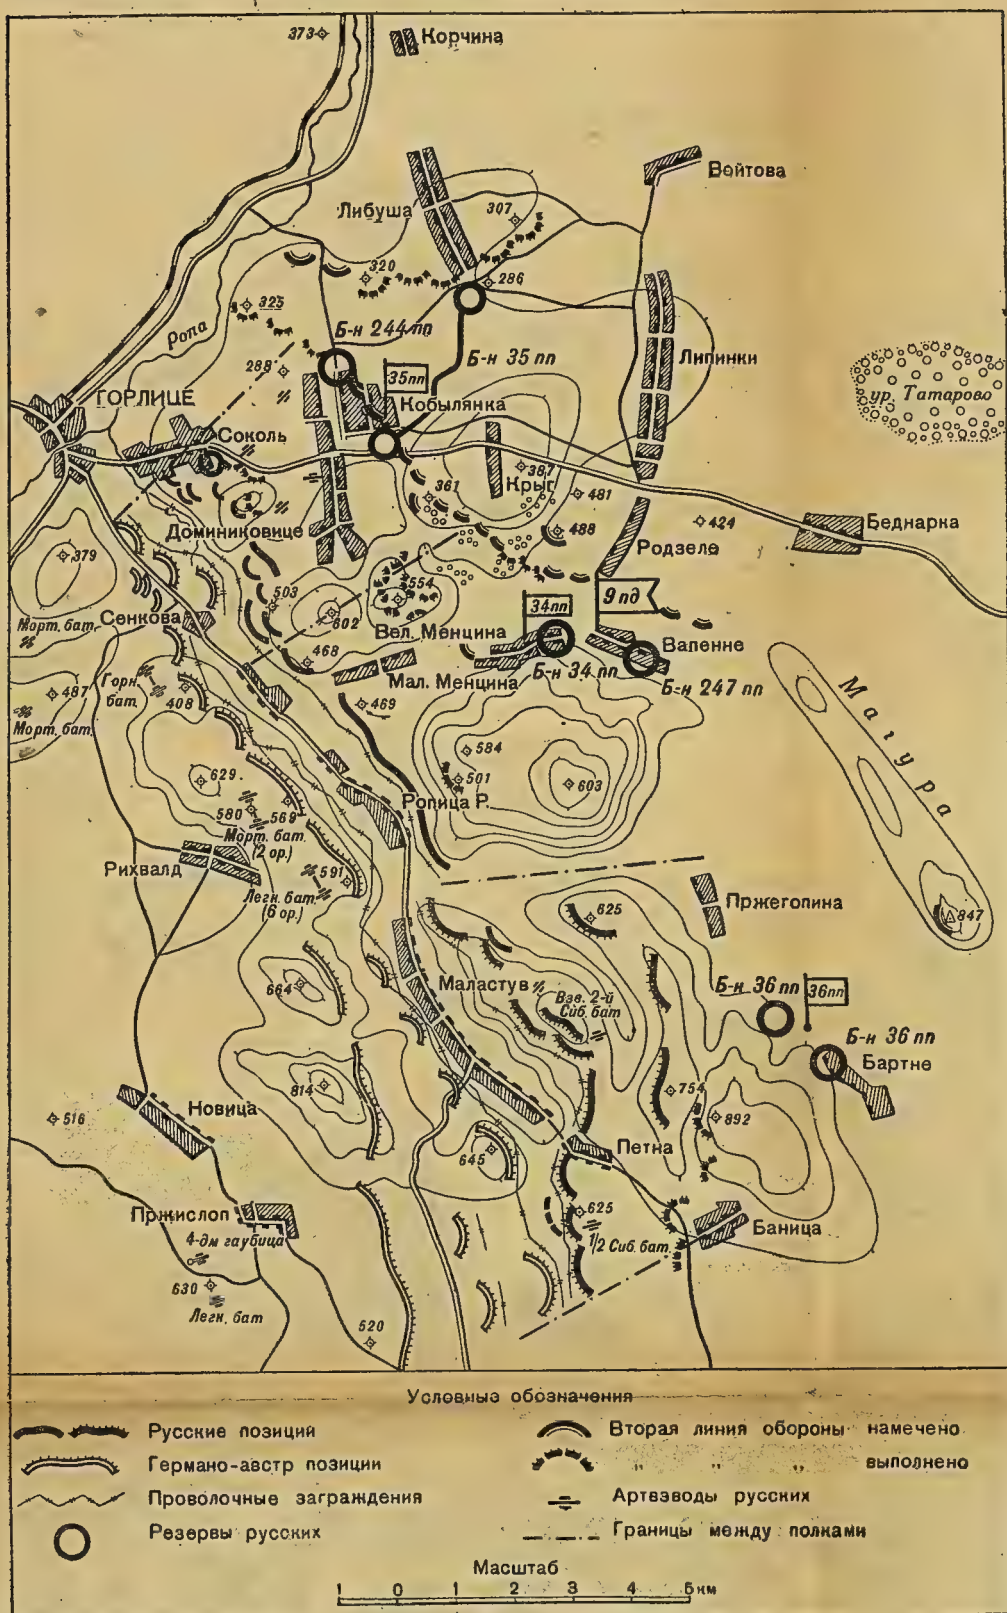 373
Корчина
Войтова
Либуша
307
320
286
325
Б-н 244 пп
Ропа
Б-н 35 пп
Липинки
288
35пп
ГОРЛИЦЕ
Кобылянка
ур. Татарово
Соколь
387
Крыг
361
481
Доминиковице
488
424
Беднарка
Родзеле
379
554
503
9 пд
602
34пп
Сенкова
Морт. бат.
Вел. Менцина
Вапенне
468
Мал. Менцина
Б-н 34 пп
Б-н 247 пп
Горн.
бат.
487
408
469
Магура
Морт. бат.
584
629
501
603
580
569
Ропица Р.
Морт. бат.
(2 ор.)
Рихвалд
591
Легк. бат.
(6 ор.)
625
Пржегопина
847
664
Маластув
Взв. 2-й
Сиб. бат
Б-н 36 пп
36пп
Б-н 36 пп
Бартне
814
754
Новица
892
516
645
Петна
Пржислоп
625
Баница
4-дм гаубица
1/2 Сиб. бат.
630
Легк. бат
520
Условные обозначения
Русские позиций
Вторая линия обороны намечено
Германо-австр позиции
„ „ „ выполнено
Проволочные заграждения
Артвзводы русских
Резервы русских
Границы между полками
Масштаб
1 0 1 2 3 4 5 км